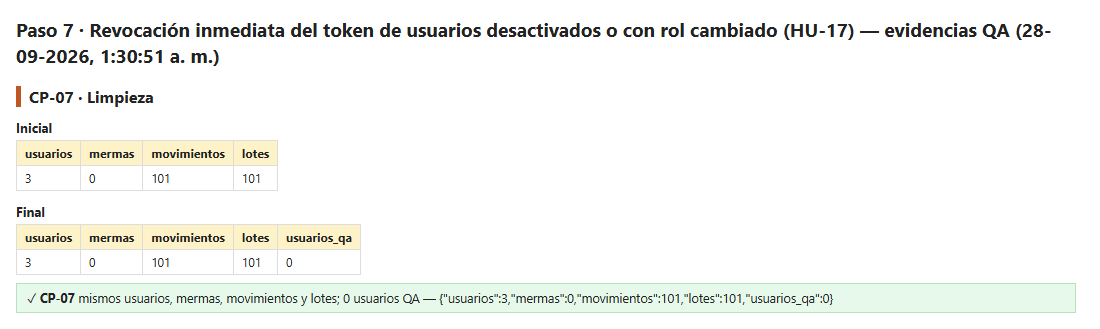 Paso 7 · Revocación inmediata del token de usuarios desactivados o con rol cambiado (HU-17) — evidencias QA (28-
09-2026, 1:30:51 a. m.)
CP-07 · Limpieza
Inicial
usuarios mermas movimientos lotes
3 0 101 101
Final
usuarios mermas movimientos lotes usuarios_qa
3 0 101 101 0
✓ CP-07 mismos usuarios, mermas, movimientos y lotes; 0 usuarios QA — {"usuarios":3,"mermas":0,"movimientos":101,"lotes":101,"usuarios_qa":0}